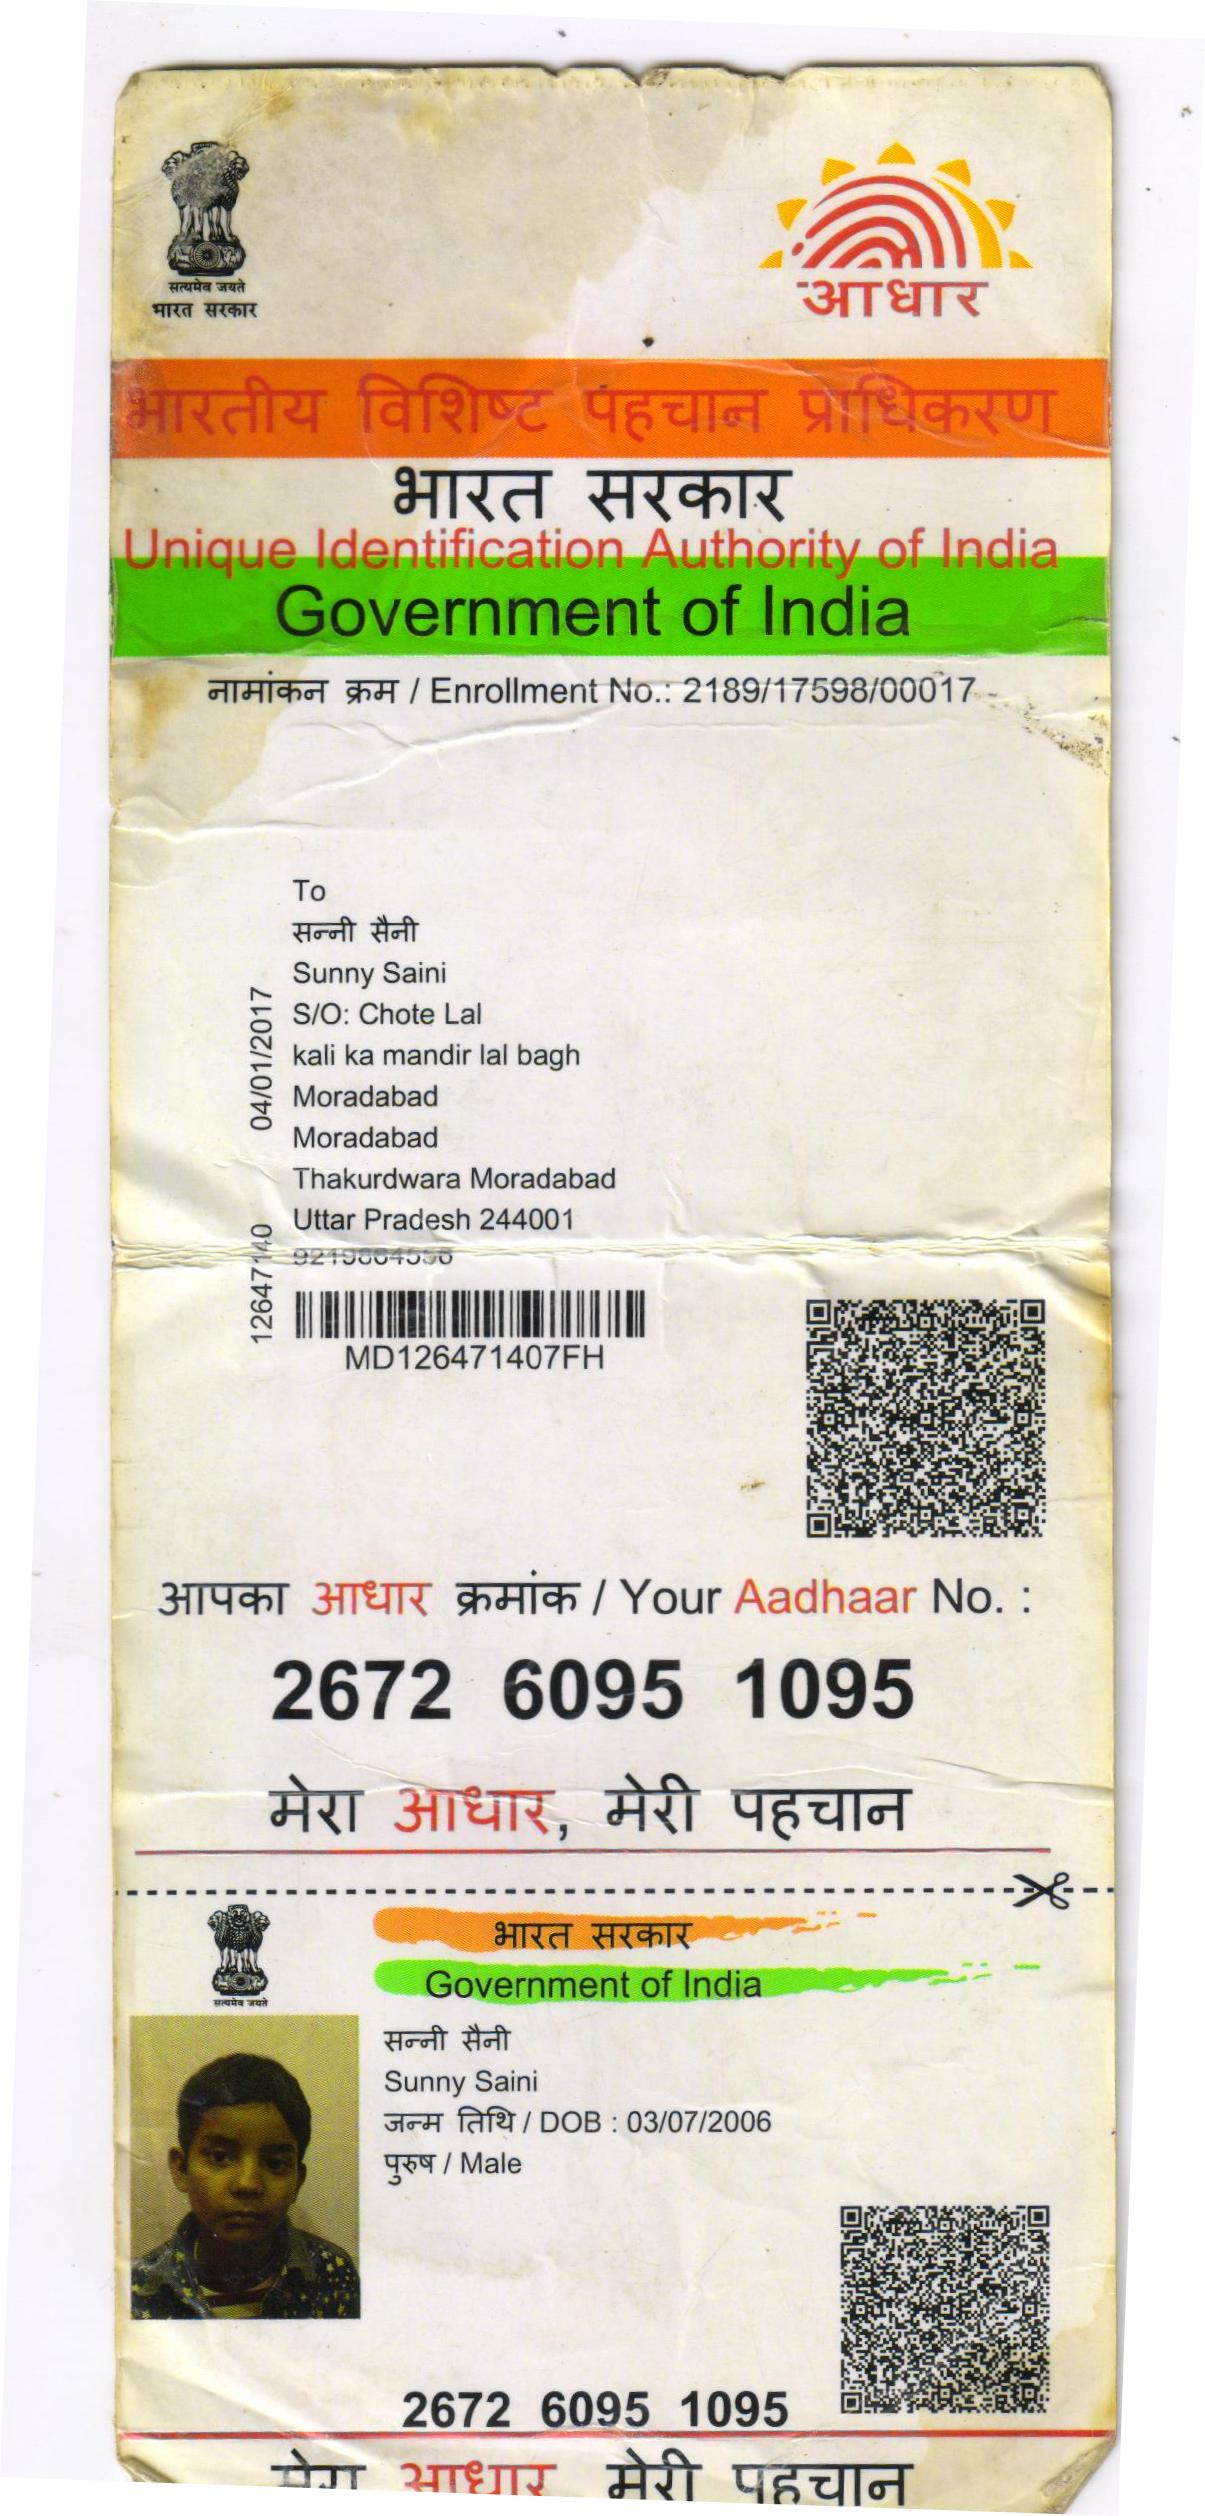 सत्यमेव जयते
भारत सरकार
आधार
भारतीय विशिष्ट पहचान प्राधिकरण
भारत सरकार
Unique Identification Authority of India
Government of India
नामांकन क्रम / Enrollment No.: 2189/17598/00017
To
सन्नी सैनी
Sunny Saini
S/O: Chote Lal
kali ka mandir lal bagh
Moradabad
Moradabad
Thakurdwara Moradabad
Uttar Pradesh 244001
04/01/2017
12647140
MD126471407FH
आपका आधार क्रमांक / Your Aadhaar No. :
2672 6095 1095
मेरा आधार, मेरी पहचान
भारत सरकार
Government of India
सत्यमेव जयते
सन्नी सैनी
Sunny Saini
जन्म तिथि / DOB : 03/07/2006
पुरुष / Male
2672 6095 1095
मेरा आधार मेरी पहचान